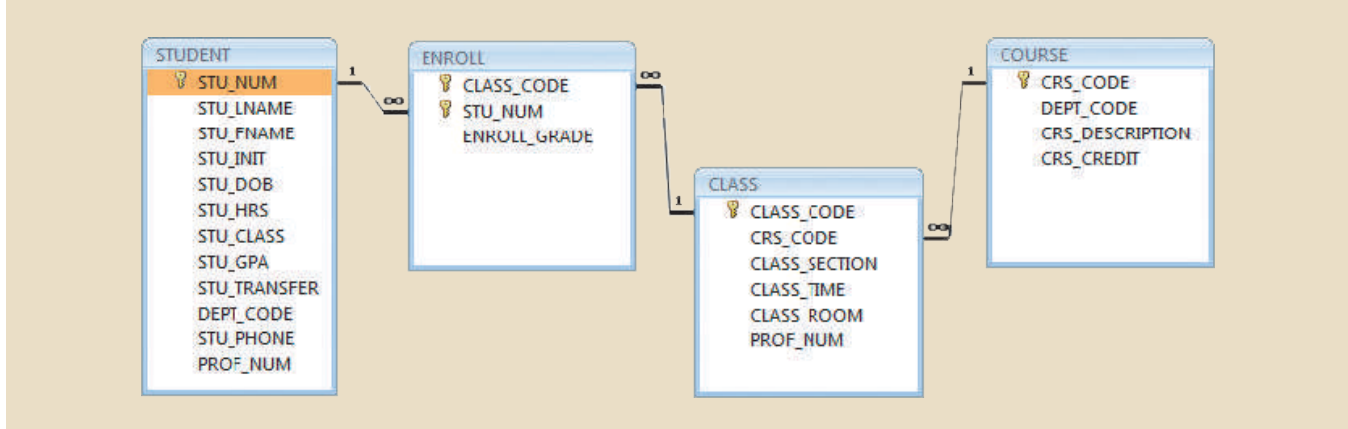 STUDENT
STU_NUM
STU_LNAME
STU_FNAME
STU_INIT
STU_DOB
STU_HRS
STU_CLASS
STU_GPA
STU_TRANSFER
DEPT_CODE
STU_PHONE
PROF_NUM
1
∞
ENROLL
CLASS_CODE
STU_NUM
ENROLL_GRADE
∞
1
CLASS
CLASS_CODE
CRS_CODE
CLASS_SECTION
CLASS_TIME
CLASS_ROOM
PROF_NUM
∞
1
COURSE
CRS_CODE
DEPT_CODE
CRS_DESCRIPTION
CRS_CREDIT